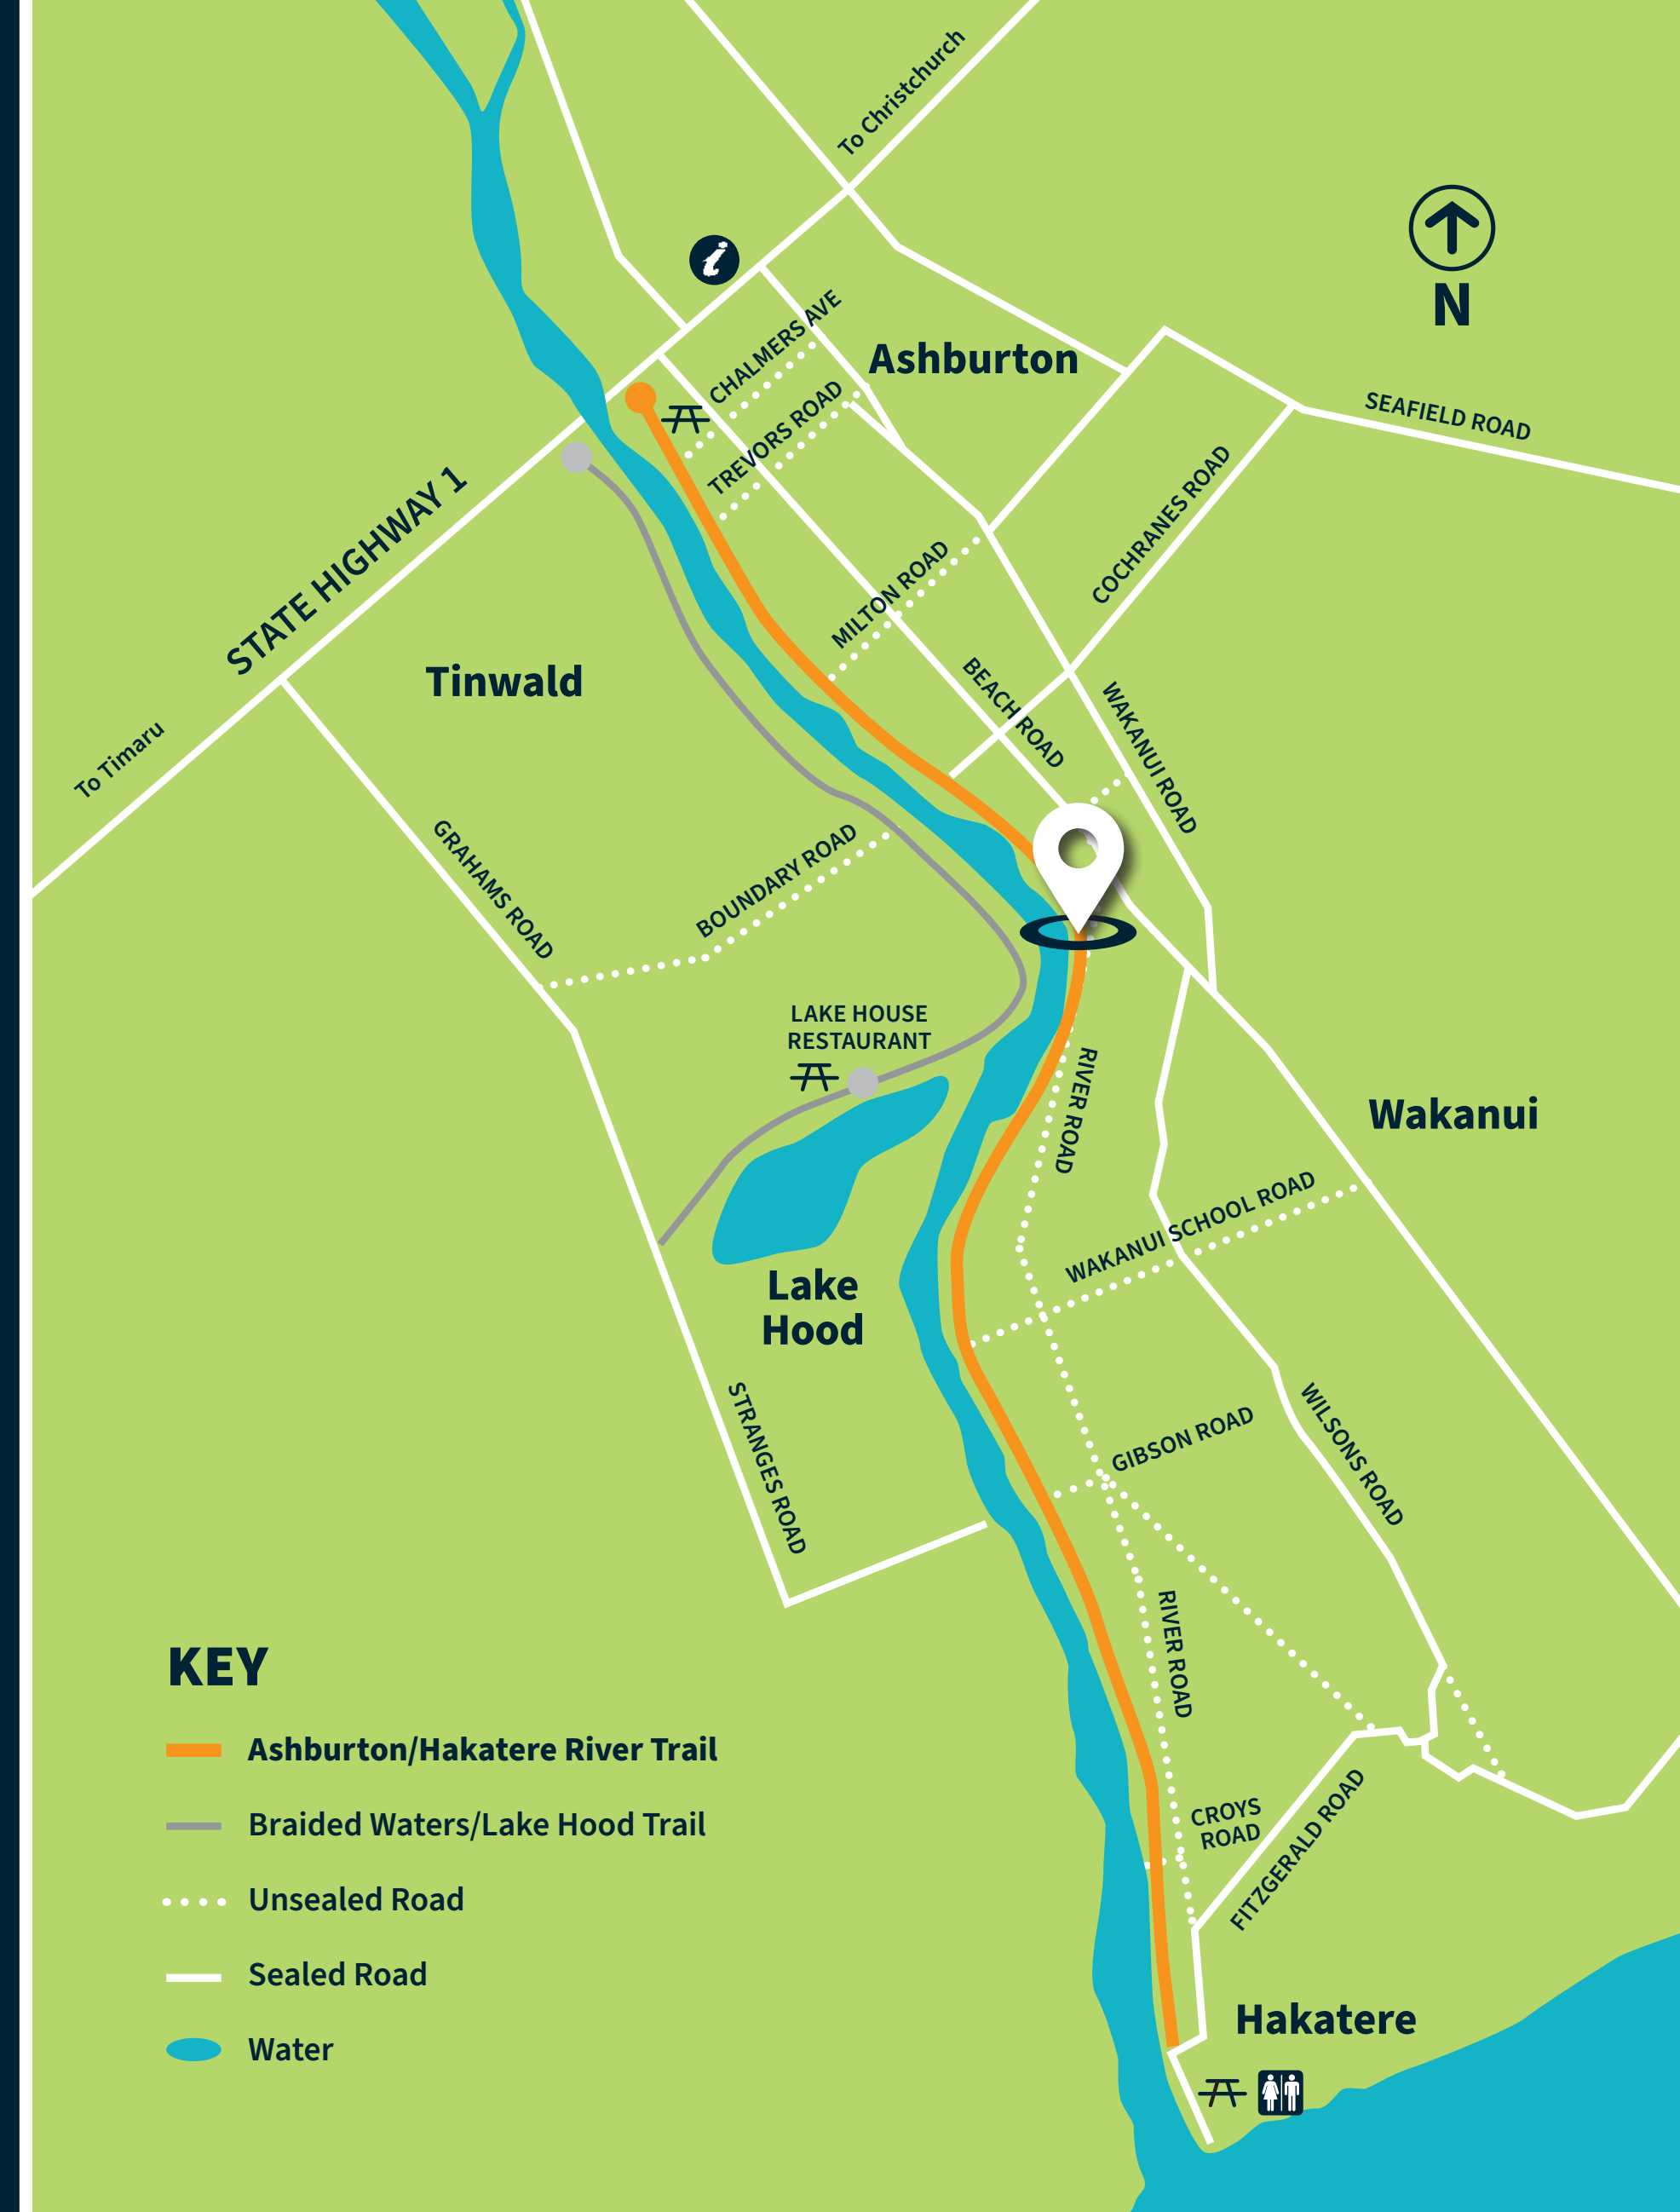 To Christchurch
N
CHALMERS AVE
Ashburton
TREVORS ROAD
SEAFIELD ROAD
STATE HIGHWAY 1
COCHRANES ROAD
MILTON ROAD
Tinwald
BEACH ROAD
WAKANUI ROAD
To Timaru
GRAHAMS ROAD
BOUNDARY ROAD
LAKE HOUSE
RESTAURANT
RIVER ROAD
Wakanui
WAKANUI SCHOOL ROAD
Lake
Hood
STRANGES ROAD
GIBSON ROAD
WILSONS ROAD
RIVER ROAD
CROYS
ROAD
FITZGERALD ROAD
Hakatere
KEY
Ashburton/Hakatere River Trail
Braided Waters/Lake Hood Trail
Unsealed Road
Sealed Road
Water